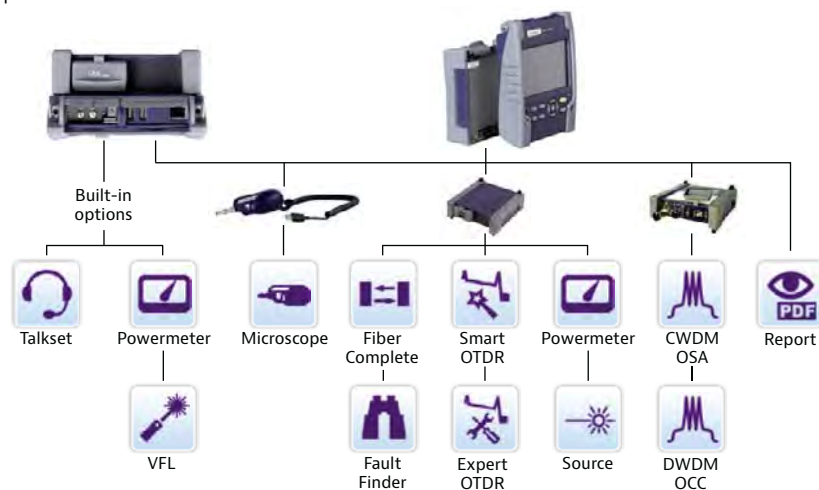 Built-in
options
Talkset
Powermeter
Microscope
Fiber
Complete
Smart
OTDR
Powermeter
CWDM
OSA
PDF
Report
VFL
Fault
Finder
Expert
OTDR
Source
DWDM
OCC